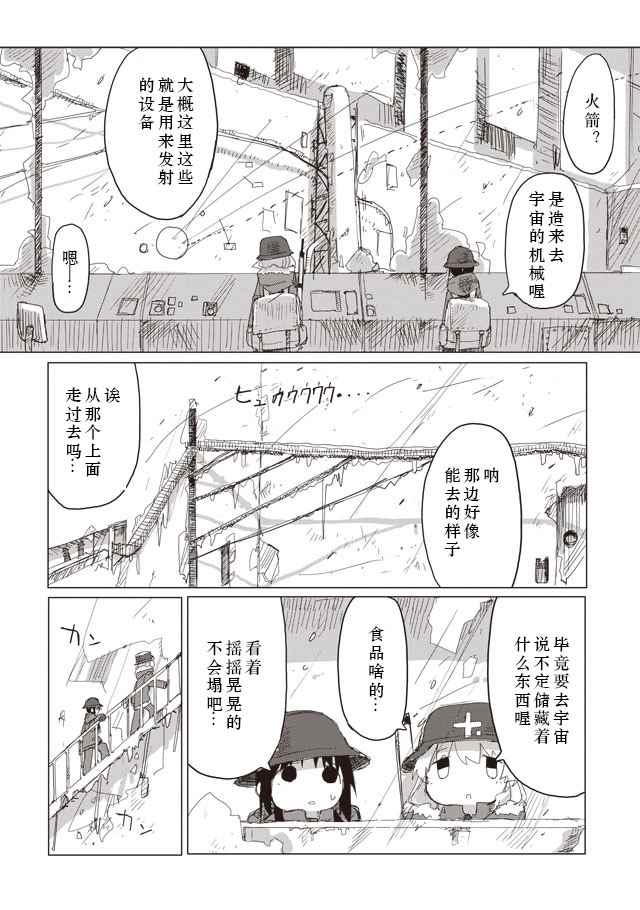 火箭?
是造来去
宇宙的机械喔
大概这里这些
就是用来发射
的设备
嗯……
ヒュウウウウウ・・・・
呐
那边好像
能去的样子
诶
从那个上面
走过去吗…
カン
カン
毕竟要去宇宙
说不定储藏着
什么东西喔
食品啥的…
看着
摇摇晃晃的
不会塌吧…